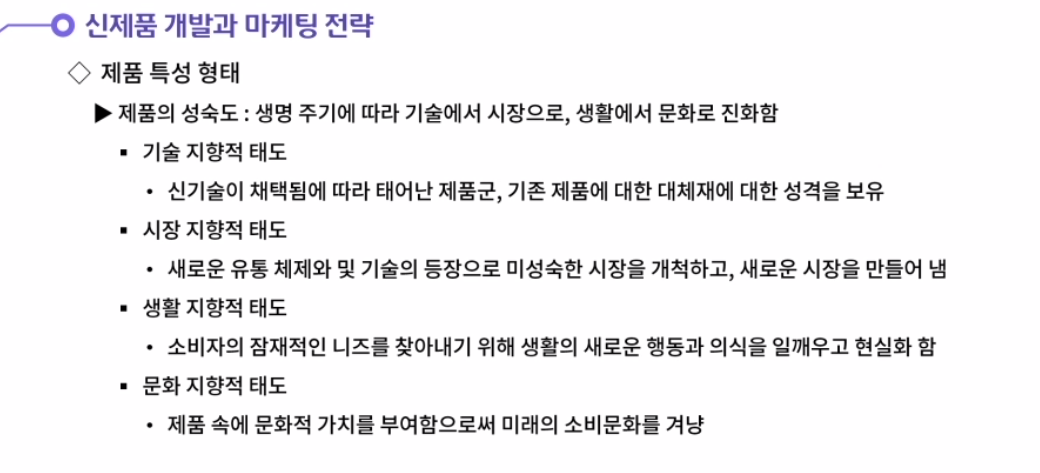 신제품 개발과 마케팅 전략
◇ 제품 특성 형태
▶ 제품의 성숙도 : 생명 주기에 따라 기술에서 시장으로, 생활에서 문화로 진화함
▪ 기술 지향적 태도
• 신기술이 채택됨에 따라 태어난 제품군, 기존 제품에 대한 대체재에 대한 성격을 보유
▪ 시장 지향적 태도
• 새로운 유통 체제와 및 기술의 등장으로 미성숙한 시장을 개척하고, 새로운 시장을 만들어 냄
▪ 생활 지향적 태도
• 소비자의 잠재적인 니즈를 찾아내기 위해 생활의 새로운 행동과 의식을 일깨우고 현실화 함
▪ 문화 지향적 태도
• 제품 속에 문화적 가치를 부여함으로써 미래의 소비문화를 겨냥